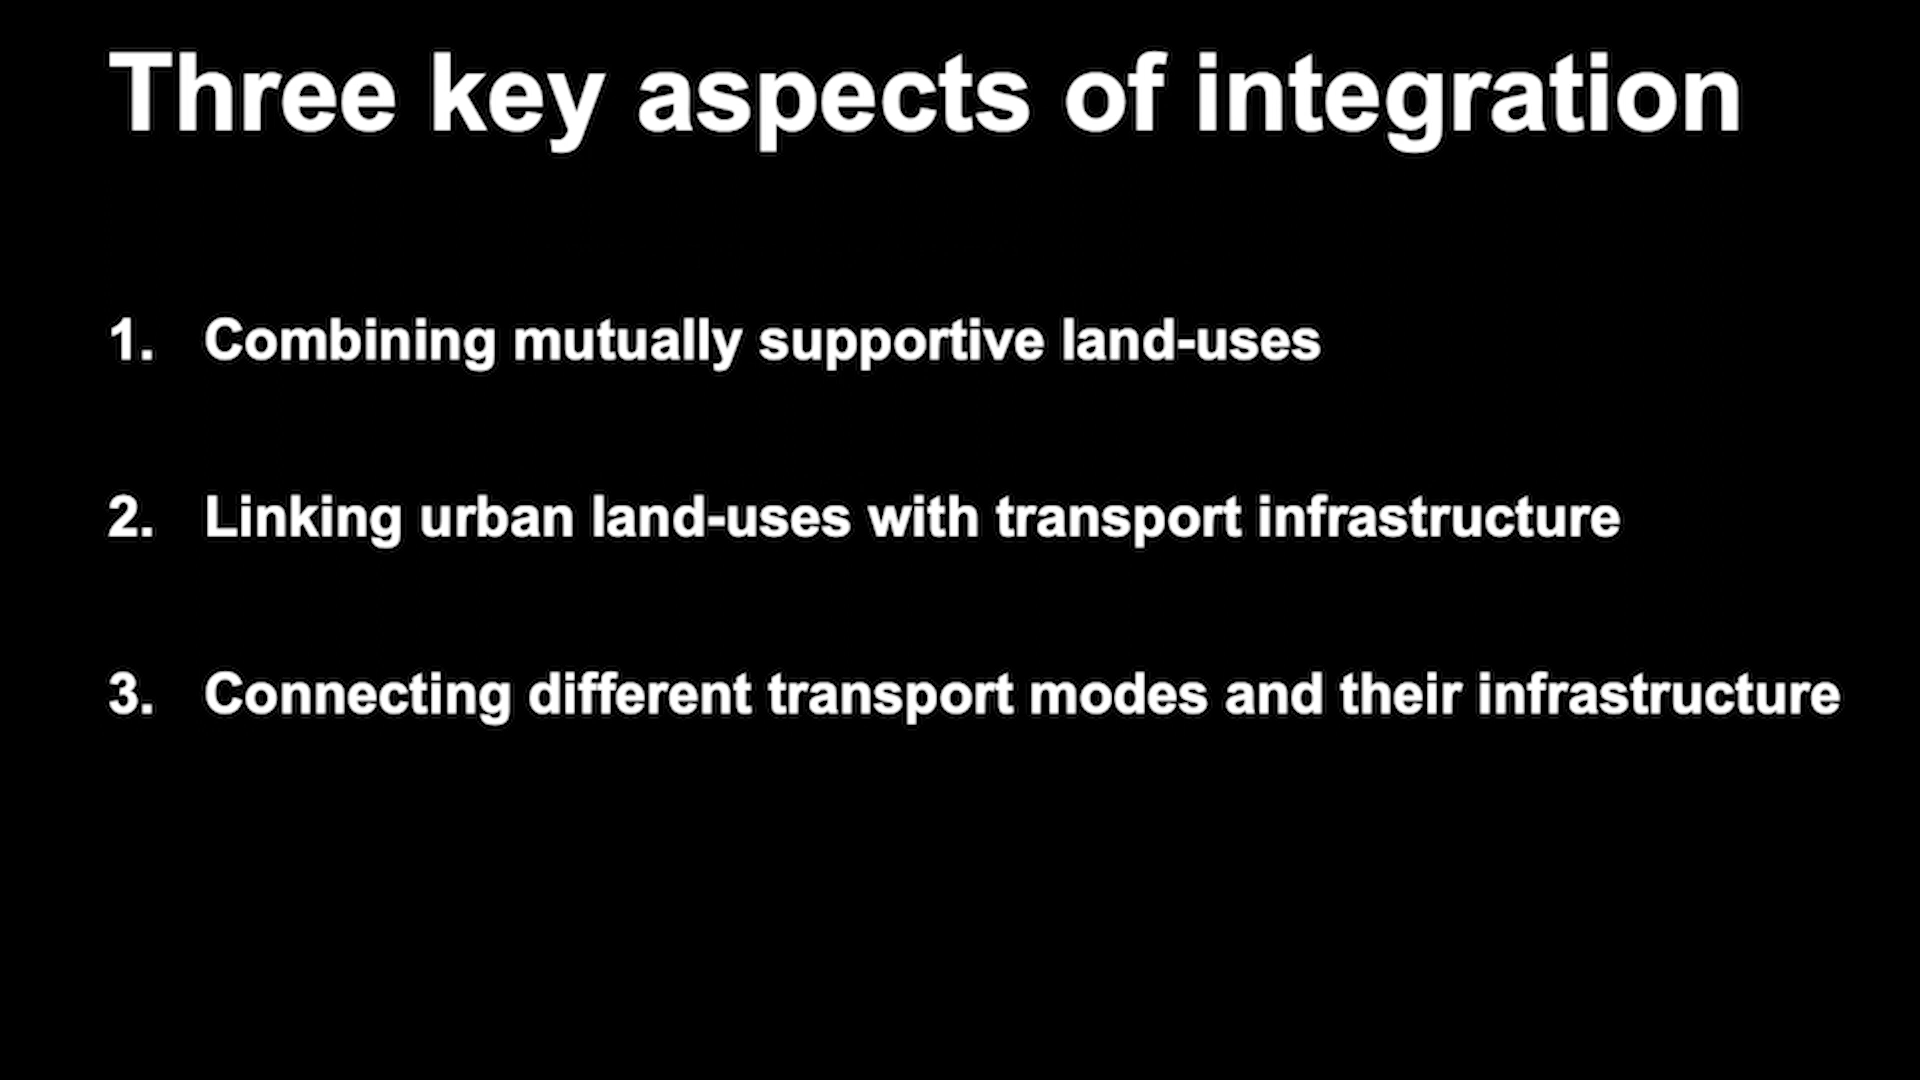 Three key aspects of integration
1. Combining mutually supportive land-uses
2. Linking urban land-uses with transport infrastructure
3. Connecting different transport modes and their infrastructure